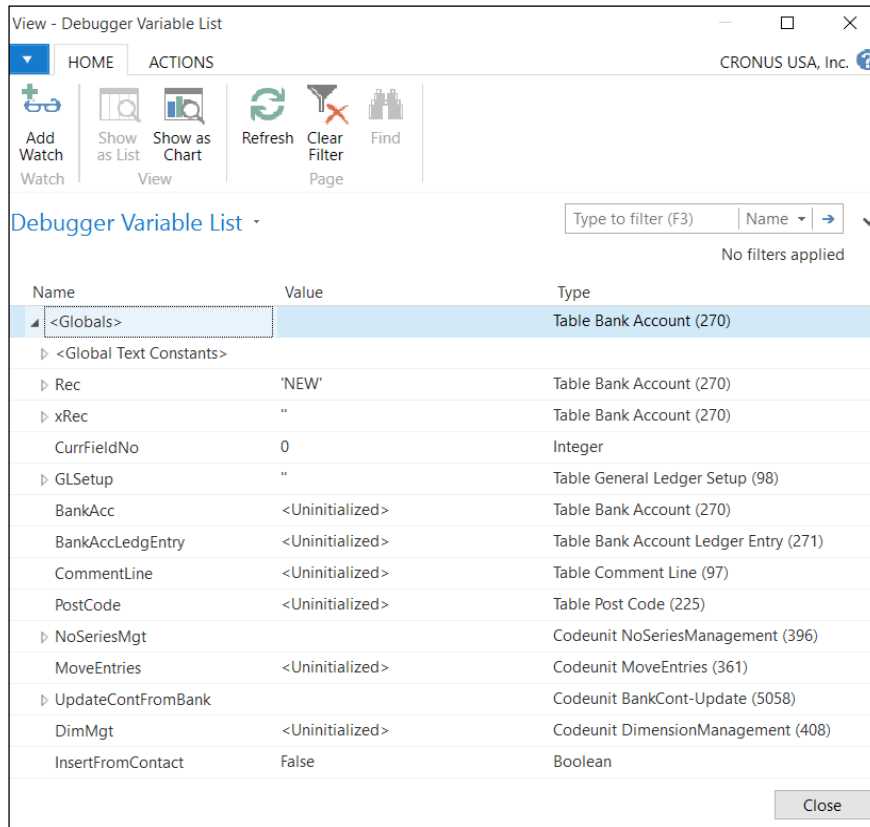 View - Debugger Variable List
HOME ACTIONS CRONUS USA, Inc. ?
Add Watch Show as List Show as Chart Refresh Clear Filter Find
Watch View Page
Debugger Variable List
Type to filter (F3) Name
No filters applied
Name Value Type
<Globals> Table Bank Account (270)
<Global Text Constants>
Rec 'NEW' Table Bank Account (270)
xRec '' Table Bank Account (270)
CurrFieldNo 0 Integer
GLSetup '' Table General Ledger Setup (98)
BankAcc <Uninitialized> Table Bank Account (270)
BankAccLedgEntry <Uninitialized> Table Bank Account Ledger Entry (271)
CommentLine <Uninitialized> Table Comment Line (97)
PostCode <Uninitialized> Table Post Code (225)
NoSeriesMgt Codeunit NoSeriesManagement (396)
MoveEntries <Uninitialized> Codeunit MoveEntries (361)
UpdateContFromBank Codeunit BankCont-Update (5058)
DimMgt <Uninitialized> Codeunit DimensionManagement (408)
InsertFromContact False Boolean
Close